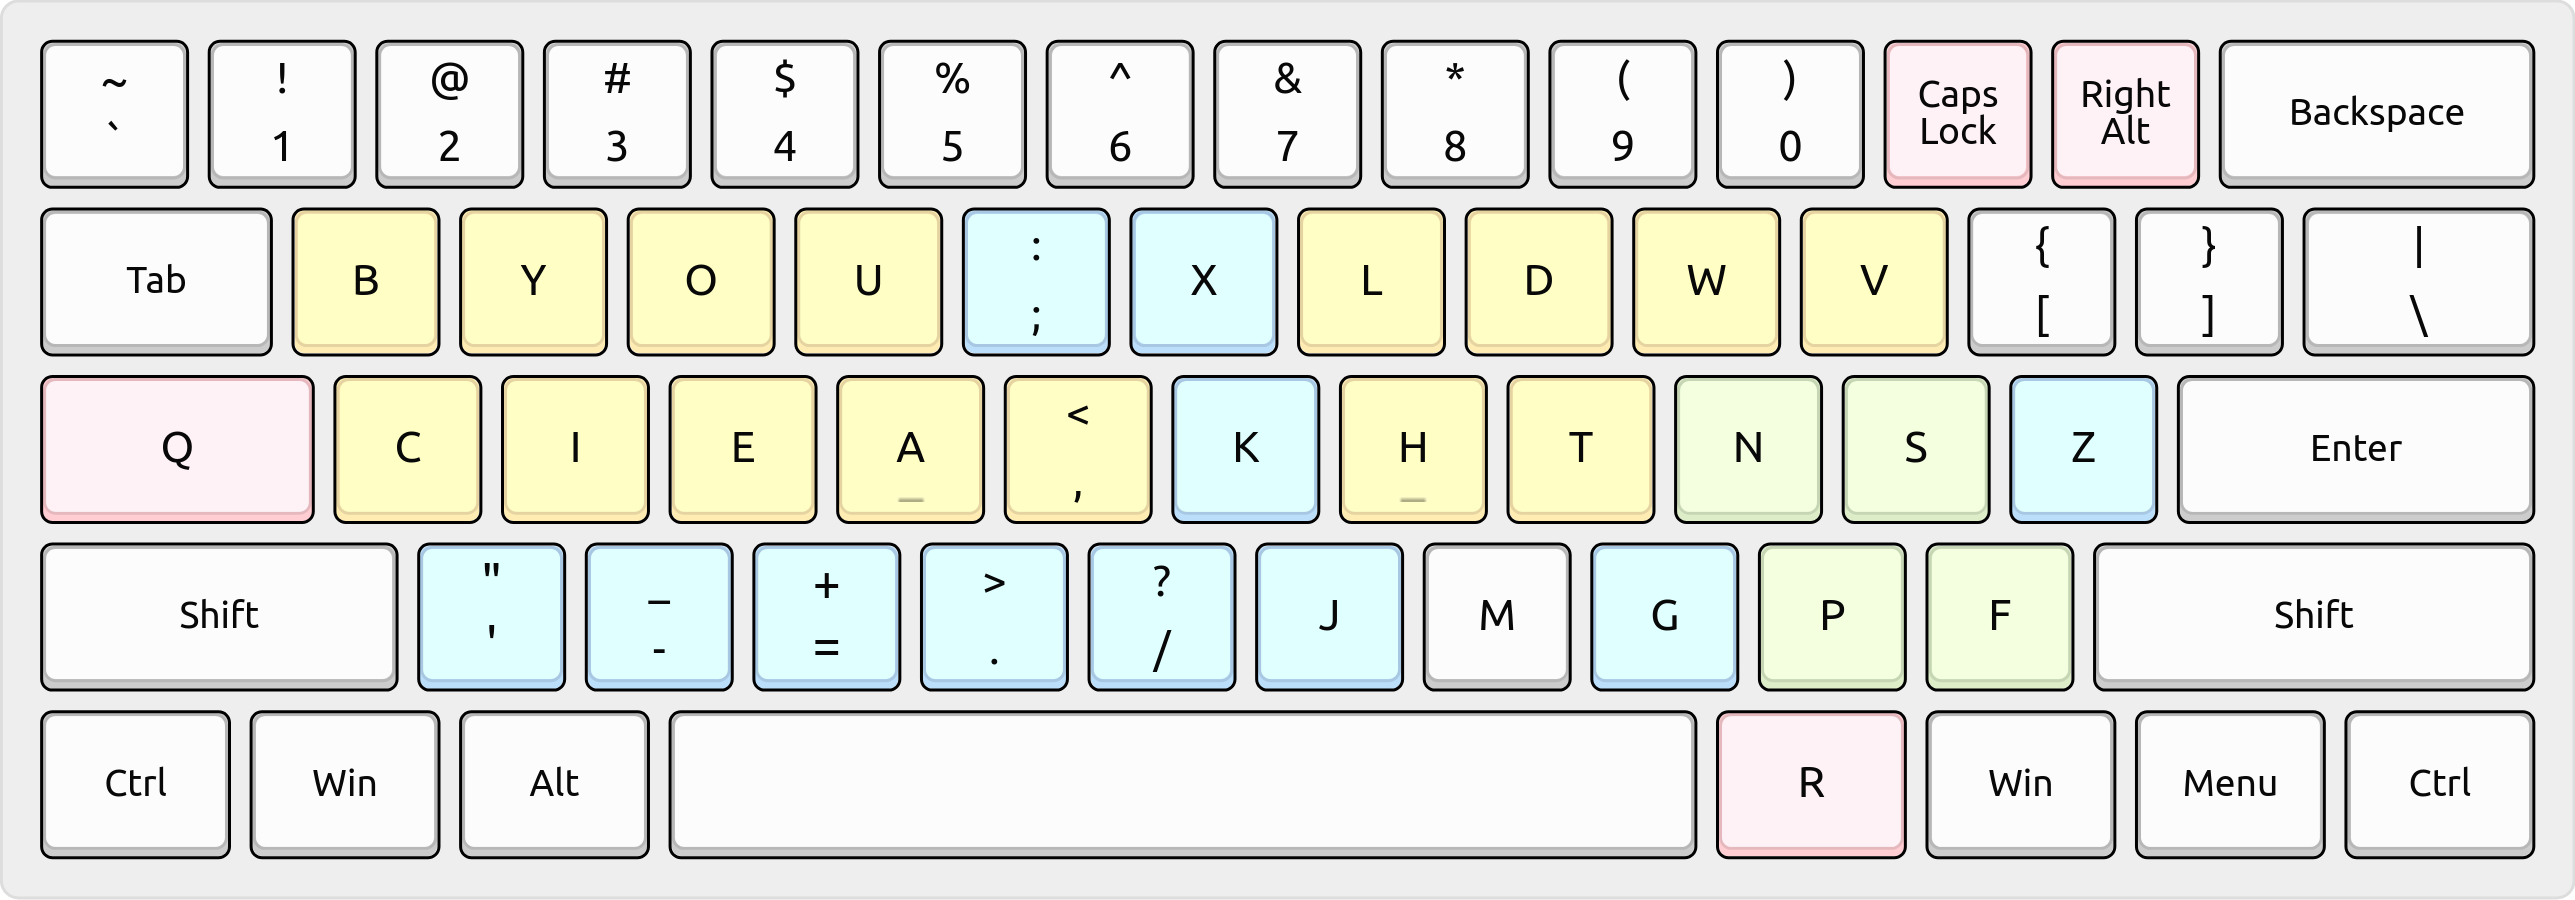 ~ ! @ # $ % ^ & * ( ) Caps Right
` 1 2 3 4 5 6 7 8 9 0 Lock Alt Backspace
Tab B Y O U : X L D W V { } |
; [ ] \
Q C I E A < K H T N S Z Enter
_ , _
Shift " _ + > ? J M G P F Shift
' - = . /
Ctrl Win Alt R Win Menu Ctrl